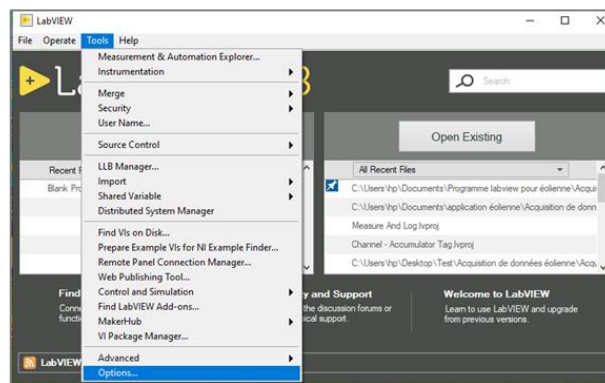 LabVIEW
File Operate Tools Help
Measurement & Automation Explorer...
Instrumentation
Merge
Security
User Name...
Source Control
LLB Manager...
Import
Shared Variable
Distributed System Manager
Find VIs on Disk...
Prepare Example VIs for NI Example Finder...
Remote Panel Connection Manager...
Web Publishing Tool...
Control and Simulation
Find LabVIEW Add-ons...
MakerHub
VI Package Manager...
Advanced
Options...
Search
Open Existing
Recent
Blank
All Recent Files
C:\Users\hp\Documents\Programme labview pour éolienne\Acqui
C:\Users\hp\Documents\application éolienne\Acquisition de donn
Measure And Log.lvproj
Channel - Accumulator Tag.lvproj
C:\Users\hp\Desktop\Test\Acquisition de données éolienne\Acq
Find
y and Support
the discussion forums or
ical support.
Welcome to LabVIEW
Learn to use LabVIEW and upgrade
from previous versions.
LabVIEW